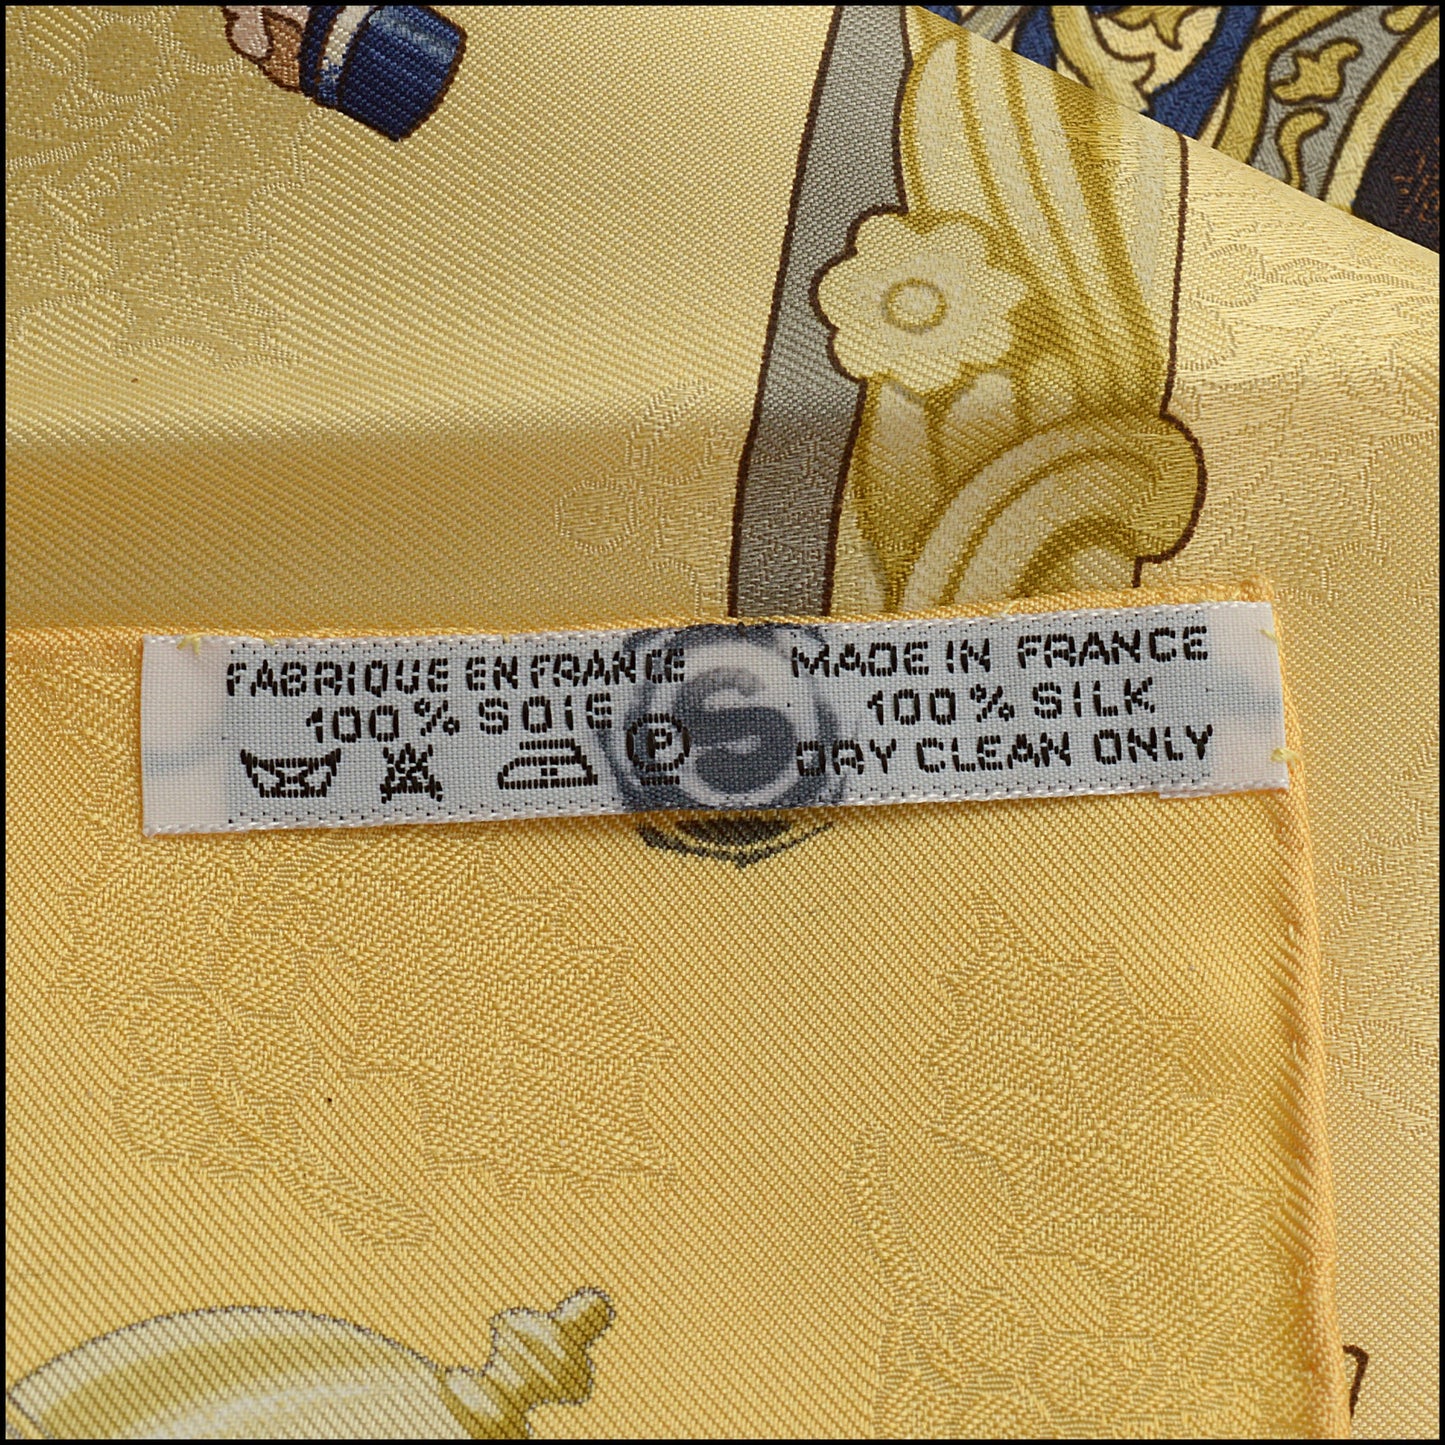 FABRIQUE EN FRANCE
100% SOIE
P
MADE IN FRANCE
100% SILK
DRY CLEAN ONLY
S